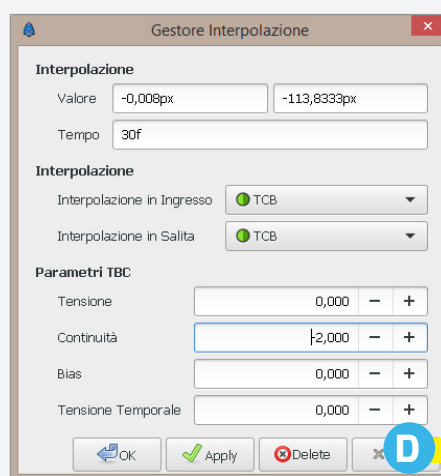 Gestore Interpolazione
Interpolazione
Valore -0,008px -113,8333px
Tempo 30f
Interpolazione
Interpolazione in Ingresso TCB
Interpolazione in Salita TCB
Parametri TBC
Tensione 0,000 − +
Continuità -2,000 − +
Bias 0,000 − +
Tensione Temporale 0,000 − +
OK Apply Delete D